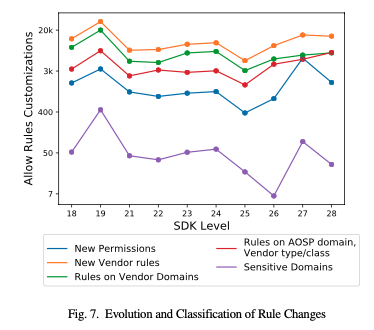 Allow Rules Customizations
20k
3k
400
50
7
18 19 21 22 23 24 25 26 27 28
SDK Level
New Permissions
New Vendor rules
Rules on Vendor Domains
Rules on AOSP domain,
Vendor type/class
Sensitive Domains
Fig. 7. Evolution and Classification of Rule Changes